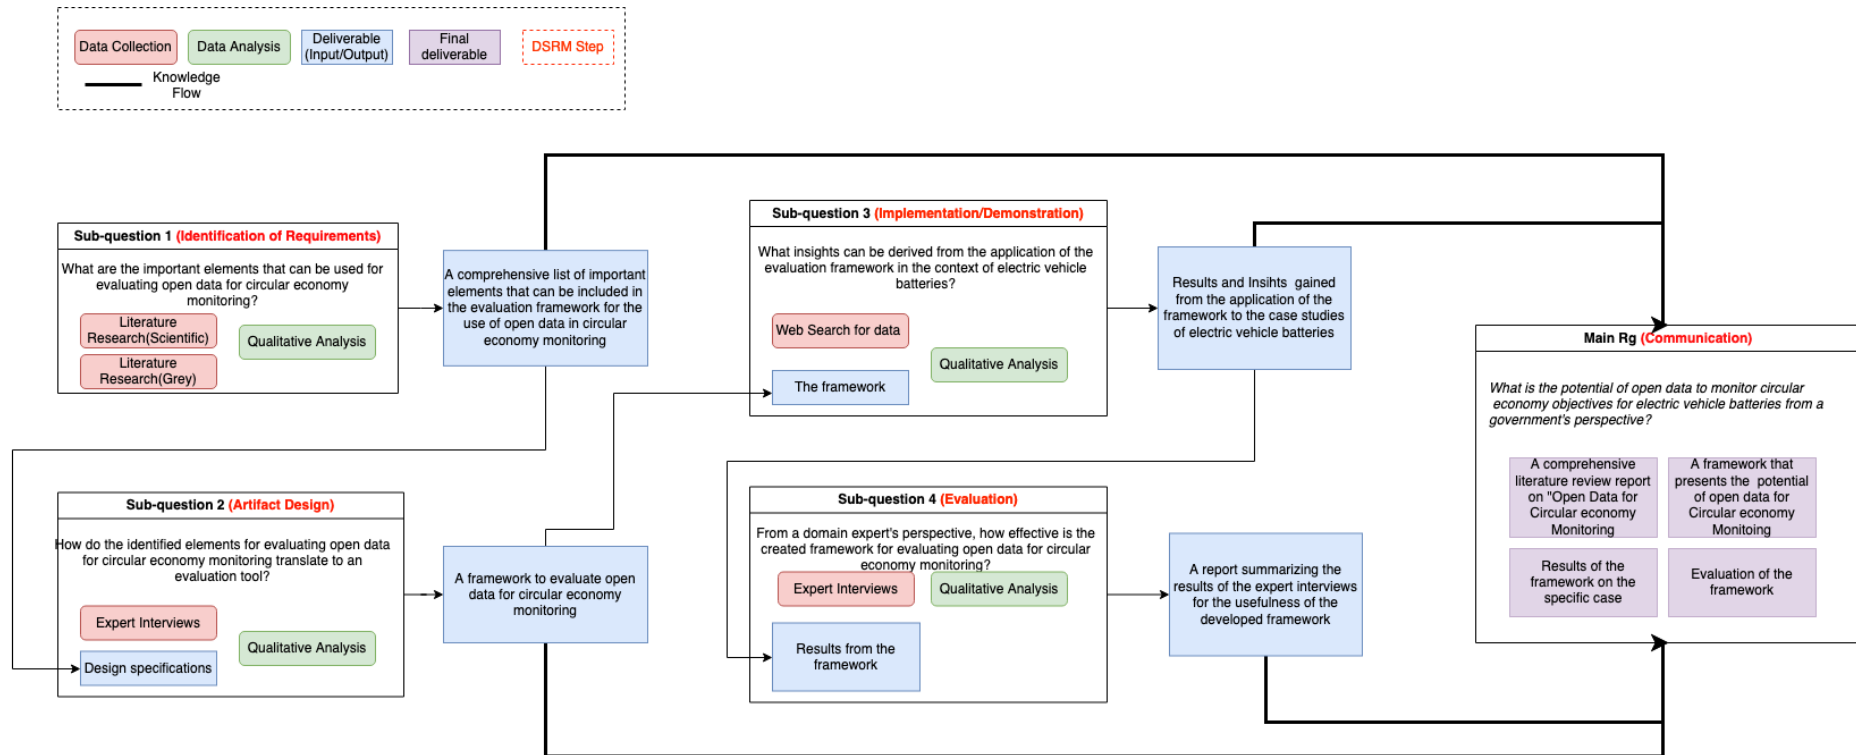 Data Collection
Data Analysis
Deliverable
(Input/Output)
Final
deliverable
DSRM Step
Knowledge
Flow
Sub-question 1 (Identification of Requirements)
What are the important elements that can be used for
evaluating open data for circular economy
monitoring?
Literature
Research(Scientific)
Literature
Research(Grey)
Qualitative Analysis
A comprehensive list of important
elements that can be included in
the evaluation framework for the
use of open data in circular
economy monitoring
Sub-question 2 (Artifact Design)
How do the identified elements for evaluating open data
for circular economy monitoring translate to an
evaluation tool?
Expert Interviews
Design specifications
Qualitative Analysis
A framework to evaluate open
data for circular economy
monitoring
Sub-question 3 (Implementation/Demonstration)
What insights can be derived from the application of the
evaluation framework in the context of electric vehicle
batteries?
Web Search for data
Qualitative Analysis
The framework
Results and Insihts  gained
from the application of the
framework to the case studies
of electric vehicle batteries
Sub-question 4 (Evaluation)
From a domain expert's perspective, how effective is the
created framework for evaluating open data for circular
economy monitoring?
Expert Interviews
Qualitative Analysis
Results from the
framework
A report summarizing the
results of the expert interviews
for the usefulness of the
developed framework
Main Rg (Communication)
What is the potential of open data to monitor circular
economy objectives for electric vehicle batteries from a
government's perspective?
A comprehensive
literature review report
on "Open Data for
Circular economy
Monitoring
A framework that
presents the  potential
of open data for
Circular economy
Monitoing
Results of the
framework on the
specific case
Evaluation of the
framework